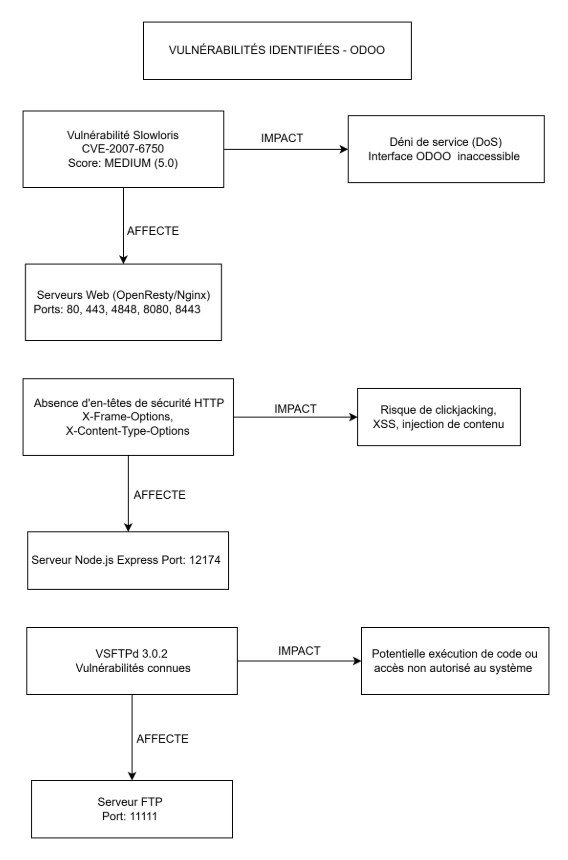 VULNÉRABILITÉS IDENTIFIÉES - ODOO
Vulnérabilité Slowloris
CVE-2007-6750
Score: MEDIUM (5.0)
IMPACT
Déni de service (DoS)
Interface ODOO inaccessible
AFFECTE
Serveurs Web (OpenResty/Nginx)
Ports: 80, 443, 4848, 8080, 8443
Absence d'en-têtes de sécurité HTTP
X-Frame-Options,
X-Content-Type-Options
IMPACT
Risque de clickjacking,
XSS, injection de contenu
AFFECTE
Serveur Node.js Express Port: 12174
VSFTPd 3.0.2
Vulnérabilités connues
IMPACT
Potentielle exécution de code ou
accès non autorisé au système
AFFECTE
Serveur FTP
Port: 11111